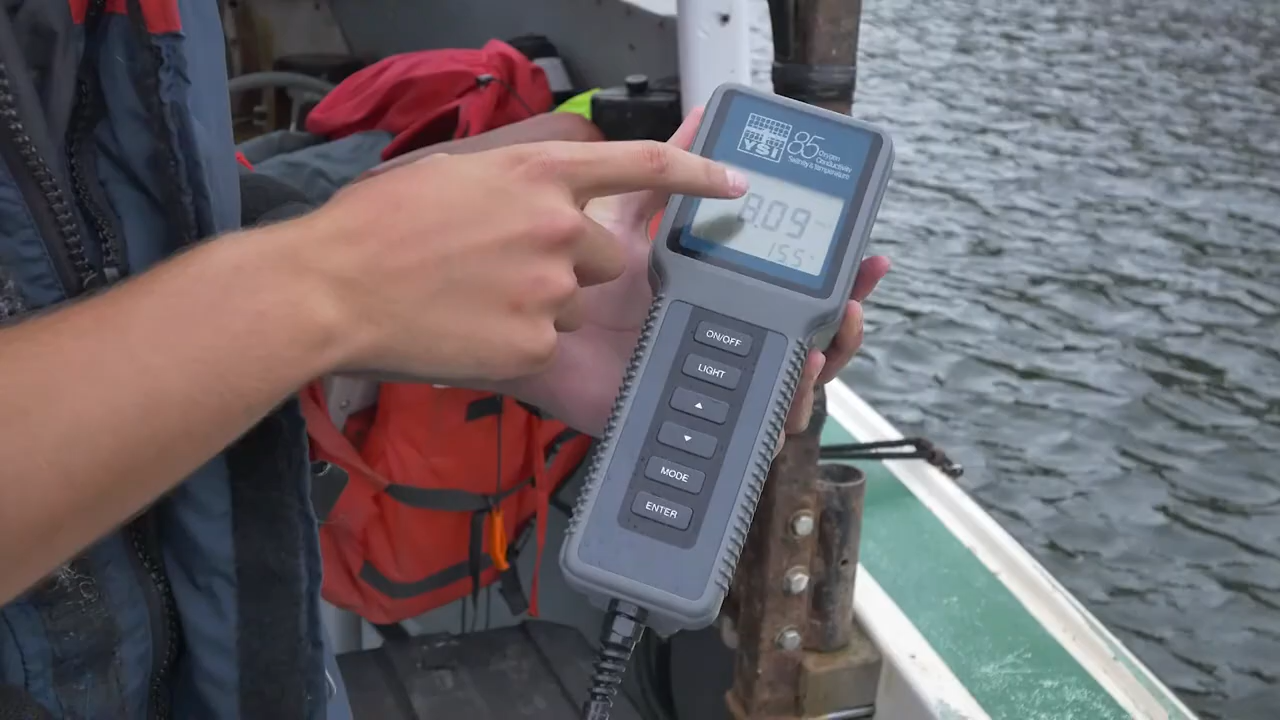 YSI
85
Oxygen
Conductivity
Salinity & Temperature
8.09
15.5
ON/OFF
LIGHT
MODE
ENTER